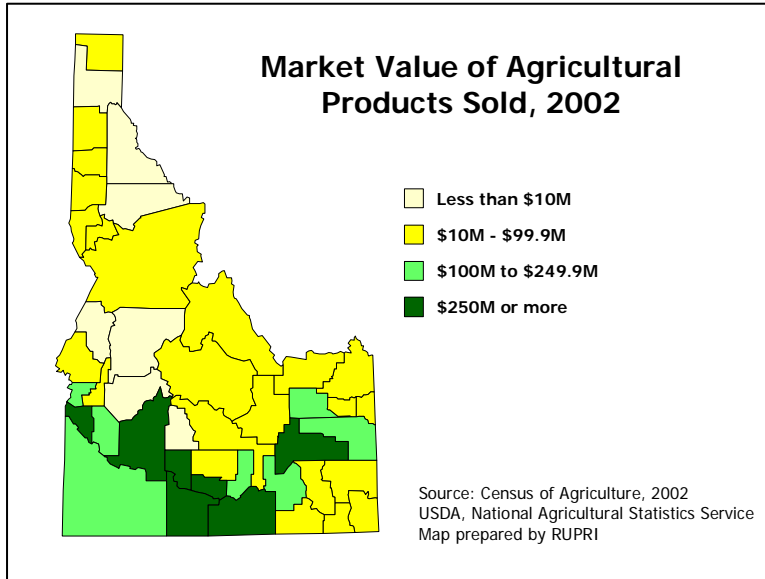 Market Value of Agricultural
Products Sold, 2002
Less than $10M
$10M - $99.9M
$100M to $249.9M
$250M or more
Source: Census of Agriculture, 2002
USDA, National Agricultural Statistics Service
Map prepared by RUPRI